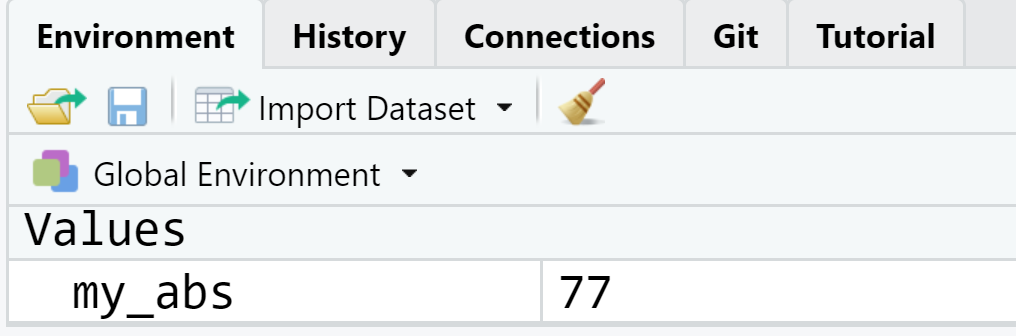 Environment History Connections Git Tutorial
Import Dataset
Global Environment
Values
my_abs 77